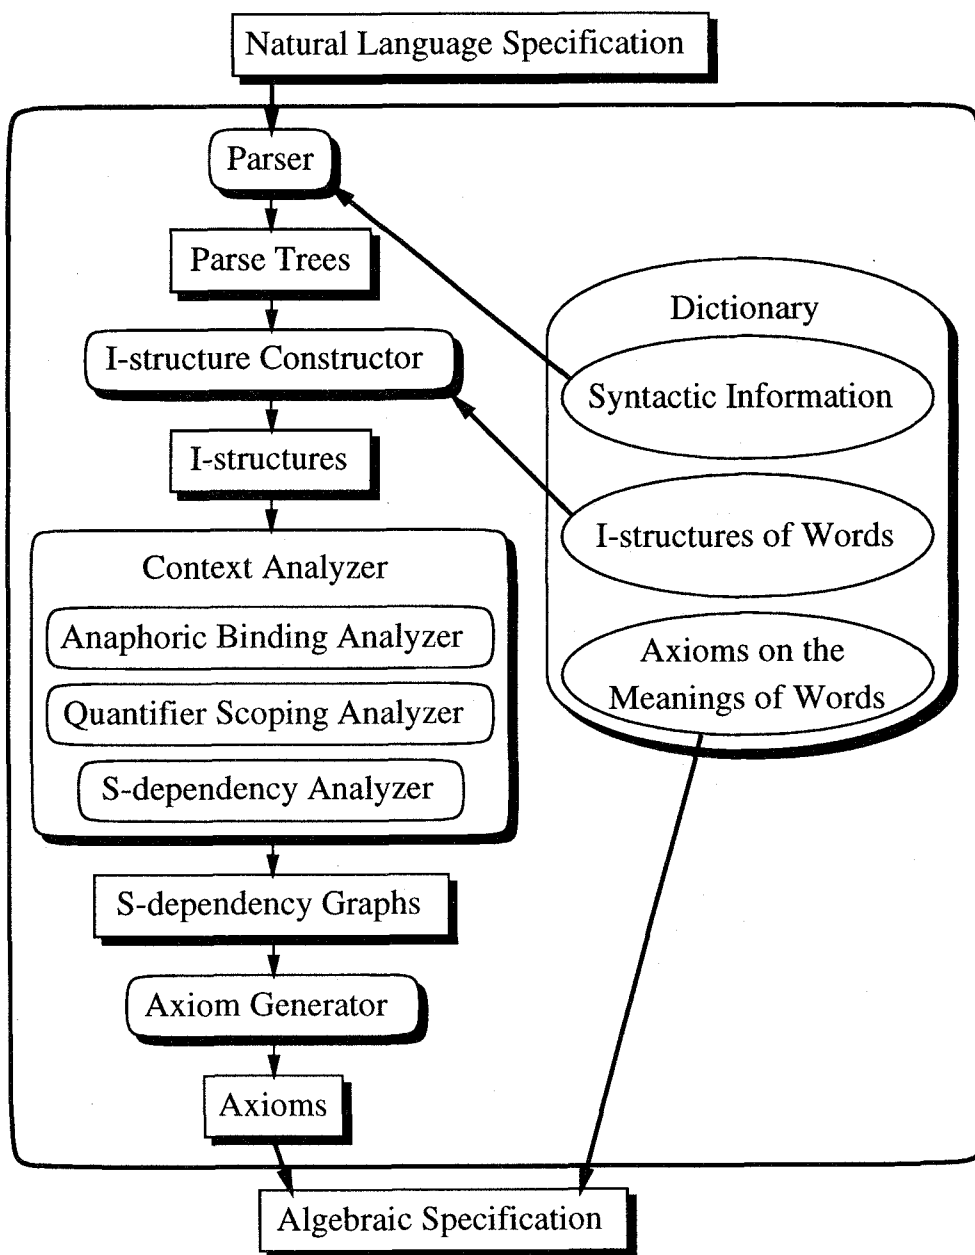 Natural Language Specification
Parser
Parse Trees
I-structure Constructor
I-structures
Context Analyzer
Anaphoric Binding Analyzer
Quantifier Scoping Analyzer
S-dependency Analyzer
S-dependency Graphs
Axiom Generator
Axioms
Dictionary
Syntactic Information
I-structures of Words
Axioms on the
Meanings of Words
Algebraic Specification